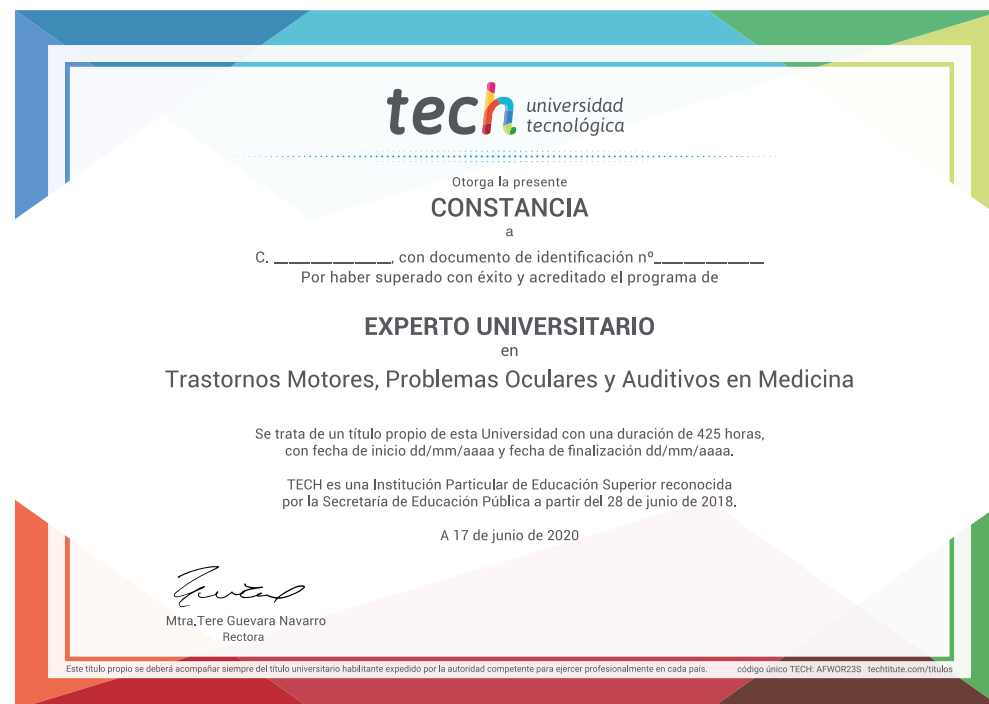 tech universidad
tecnológica
Otorga la presente
CONSTANCIA
a
C. ______________, con documento de identificación nº_____________
Por haber superado con éxito y acreditado el programa de
EXPERTO UNIVERSITARIO
en
Trastornos Motores, Problemas Oculares y Auditivos en Medicina
Se trata de un título propio de esta Universidad con una duración de 425 horas,
con fecha de inicio dd/mm/aaaa y fecha de finalización dd/mm/aaaa.
TECH es una Institución Particular de Educación Superior reconocida
por la Secretaría de Educación Pública a partir del 28 de junio de 2018.
A 17 de junio de 2020
Mtra.Tere Guevara Navarro
Rectora
Este título propio se deberá acompañar siempre del título universitario habilitante expedido por la autoridad competente para ejercer profesionalmente en cada país. código único TECH: AFWOR23S techtitute.com/titulos